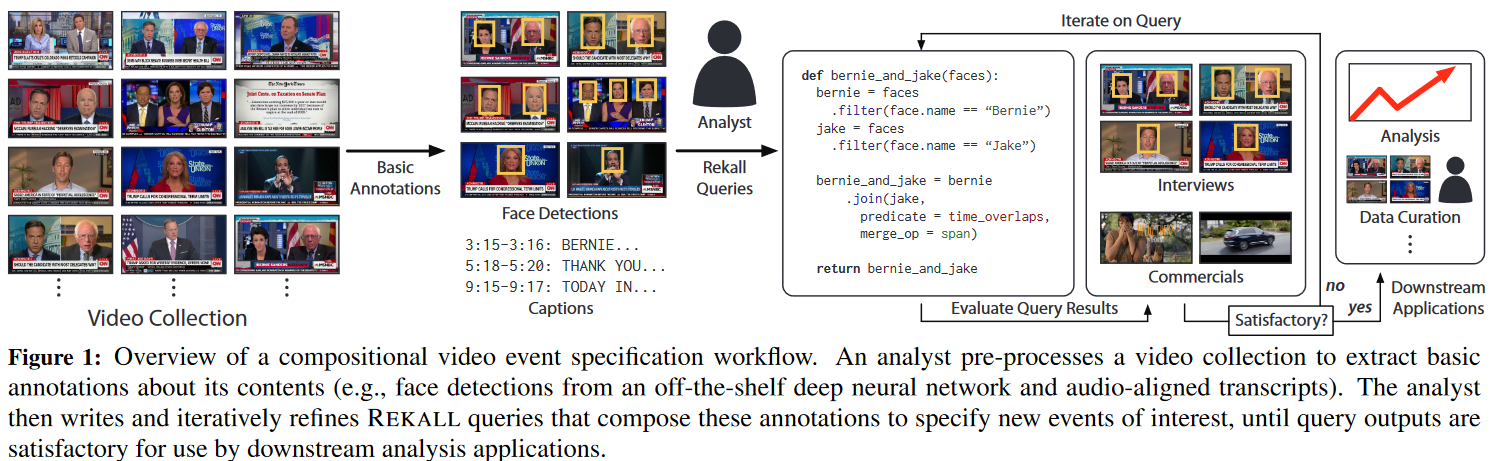 Iterate on Query
Basic
Annotations
Face Detections
3:15-3:16: BERNIE...
5:18-5:20: THANK YOU...
9:15-9:17: TODAY IN...
Captions
Video Collection
Analyst
Rekall
Queries
def bernie_and_jake(faces):
bernie = faces
.filter(face.name == “Bernie”)
jake = faces
.filter(face.name == “Jake”)
bernie_and_jake = bernie
.join(jake,
predicate = time_overlaps,
merge_op = span)
return bernie_and_jake
Evaluate Query Results
Interviews
Commercials
Satisfactory?
no
yes
Analysis
Data Curation
Downstream
Applications
Figure 1: Overview of a compositional video event specification workflow. An analyst pre-processes a video collection to extract basic
annotations about its contents (e.g., face detections from an off-the-shelf deep neural network and audio-aligned transcripts). The analyst
then writes and iteratively refines REKALL queries that compose these annotations to specify new events of interest, until query outputs are
satisfactory for use by downstream analysis applications.